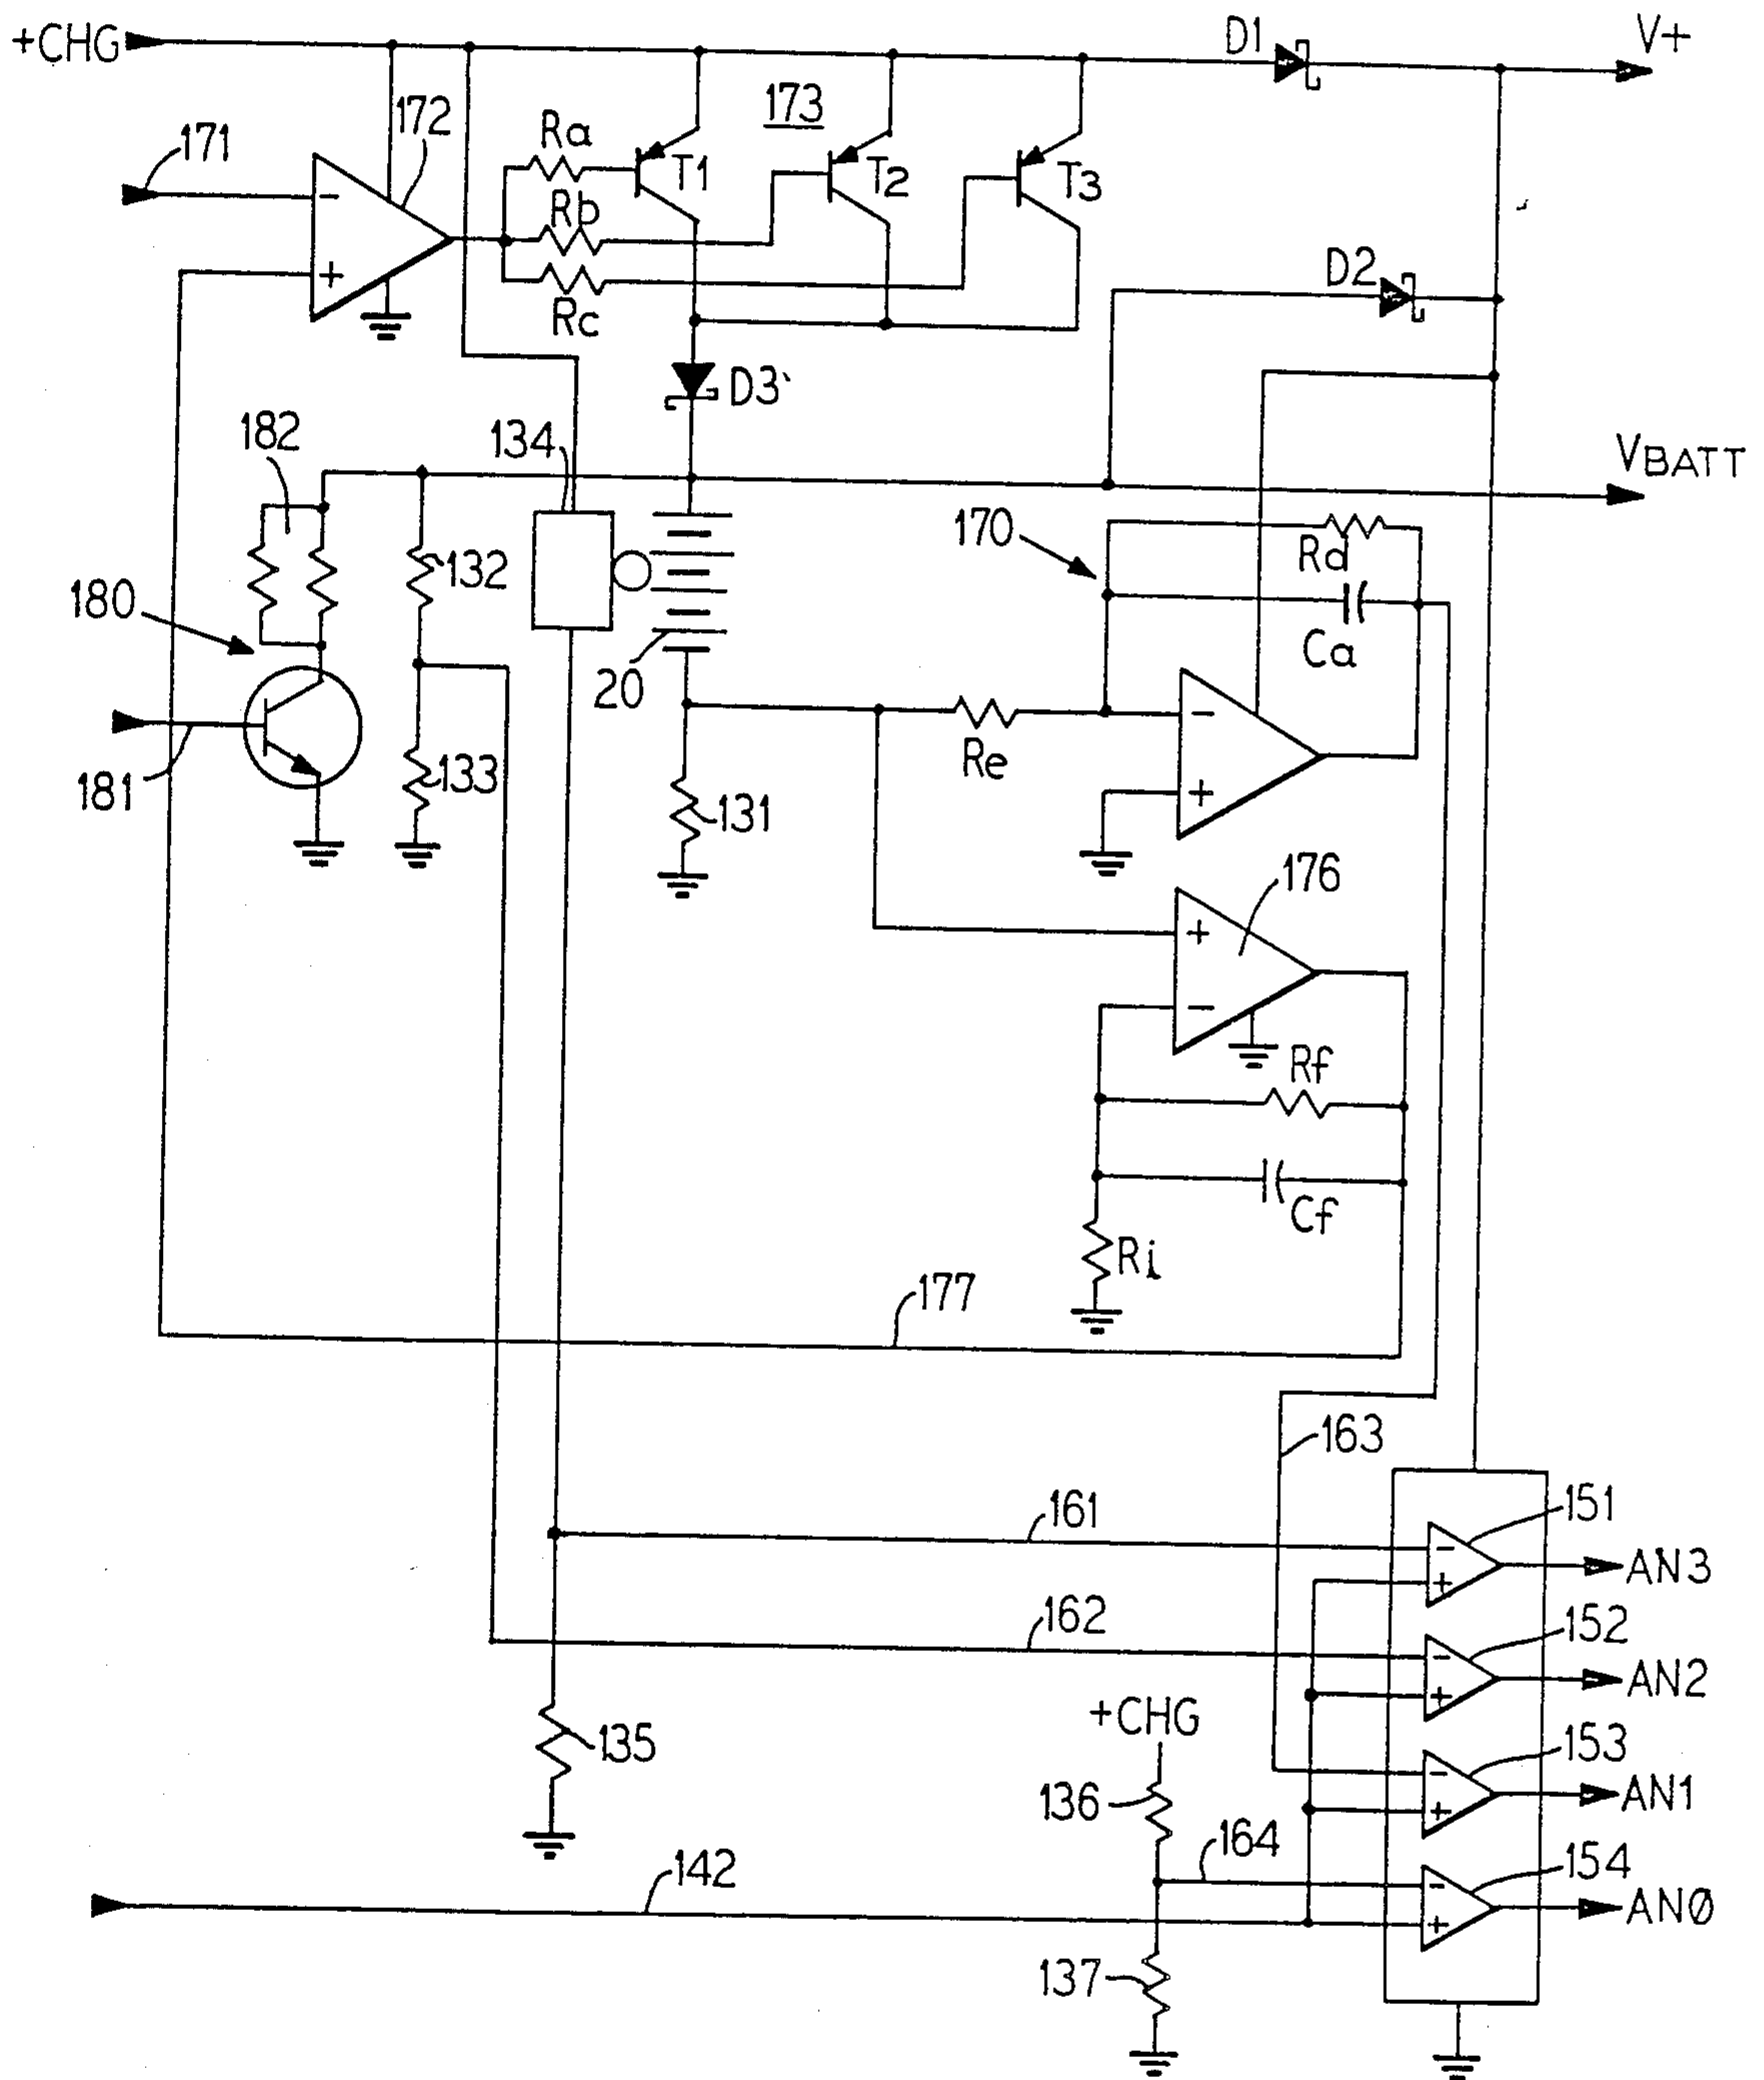 +CHG
D1
V+
171
172
Ra
173
T1
T2
T3
Rb
Rc
D2
D3
182
134
VBATT
170
Rd
132
180
Ca
20
181
133
Re
131
176
Rf
Cf
Ri
177
163
161
151
AN3
162
152
AN2
135
+CHG
153
136
AN1
142
164
154
AN0
137